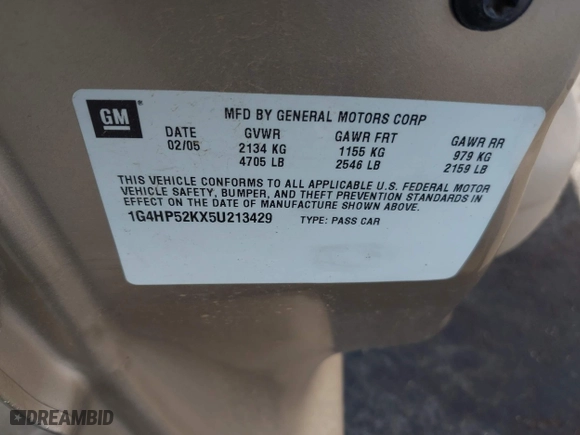 GM
®
MFD BY GENERAL MOTORS CORP
DATE GVWR GAWR FRT GAWR RR
02/05 2134 KG 1155 KG 979 KG
4705 LB 2546 LB 2159 LB
THIS VEHICLE CONFORMS TO ALL APPLICABLE U.S. FEDERAL MOTOR
VEHICLE SAFETY, BUMPER, AND THEFT PREVENTION STANDARDS IN
EFFECT ON THE DATE OF MANUFACTURE SHOWN ABOVE.
1G4HP52KX5U213429 TYPE: PASS CAR
DREAMBID